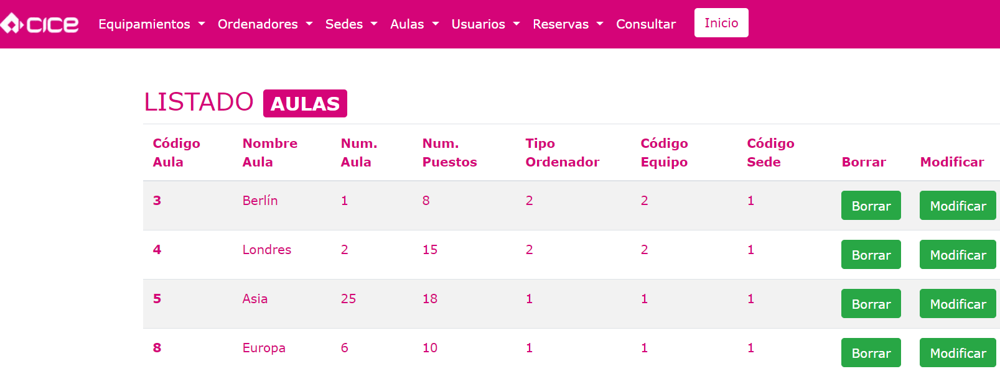 CICE Equipamientos Ordenadores Sedes Aulas Usuarios Reservas Consultar Inicio
LISTADO AULAS
Código Aula Nombre Aula Num. Aula Num. Puestos Tipo Ordenador Código Equipo Código Sede Borrar Modificar
3 Berlín 1 8 2 2 1 Borrar Modificar
4 Londres 2 15 2 2 1 Borrar Modificar
5 Asia 25 18 1 1 1 Borrar Modificar
8 Europa 6 10 1 1 1 Borrar Modificar